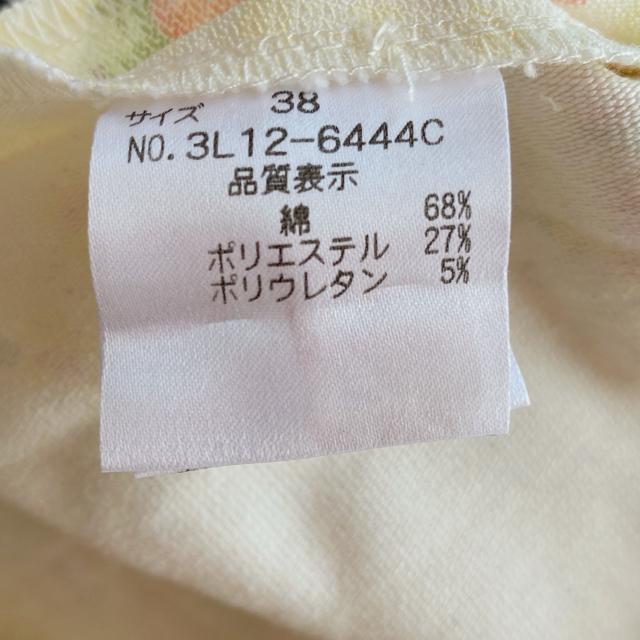 サイズ 38
NO.3L12-6444C
品質表示
綿 68%
ポリエステル 27%
ポリウレタン 5%